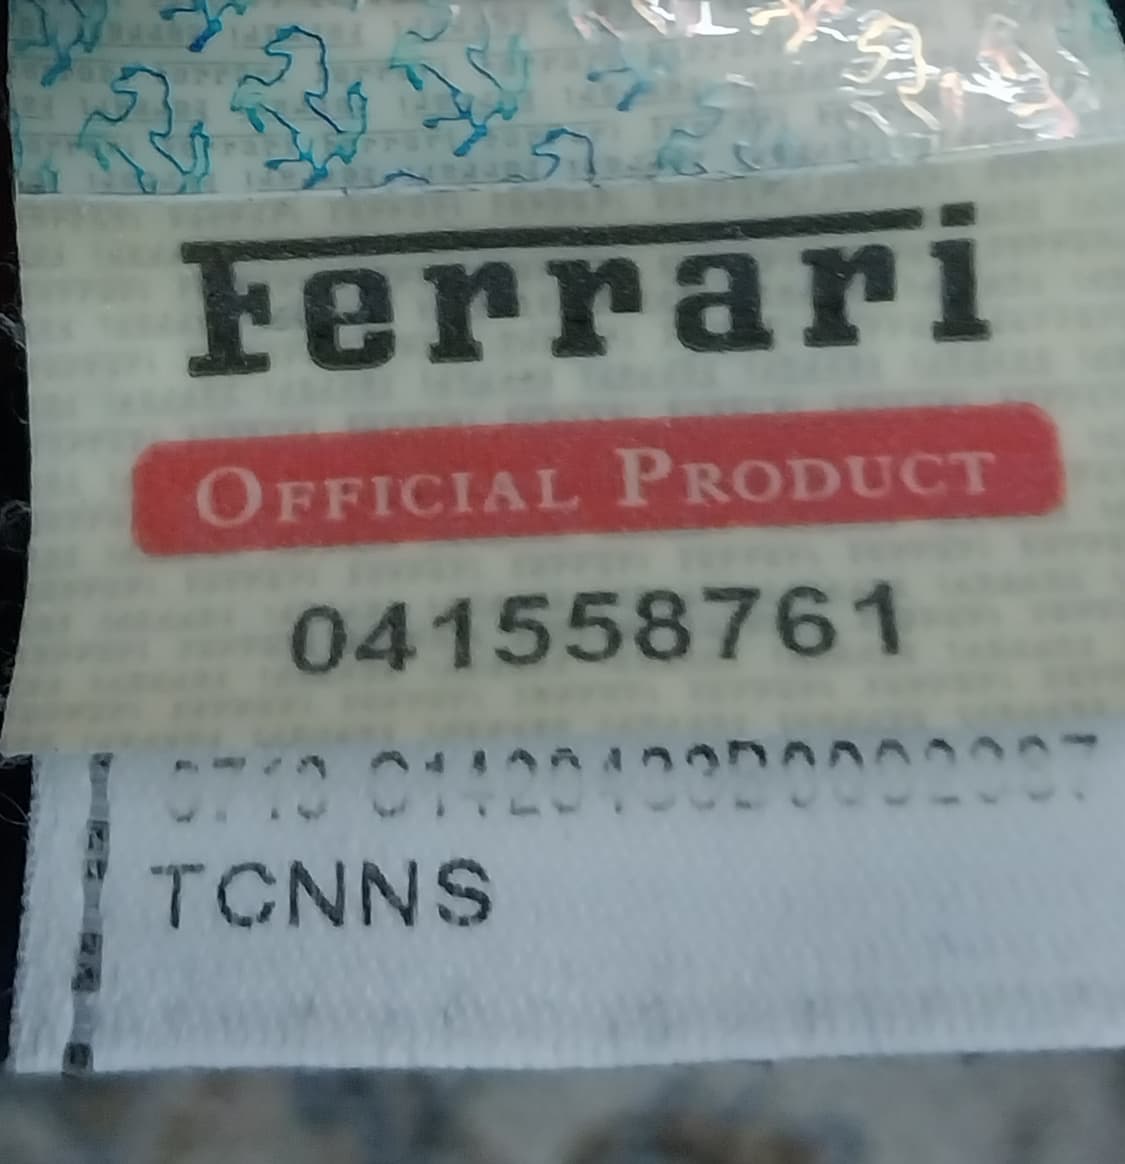 Ferrari
OFFICIAL PRODUCT
041558761
TCNNS